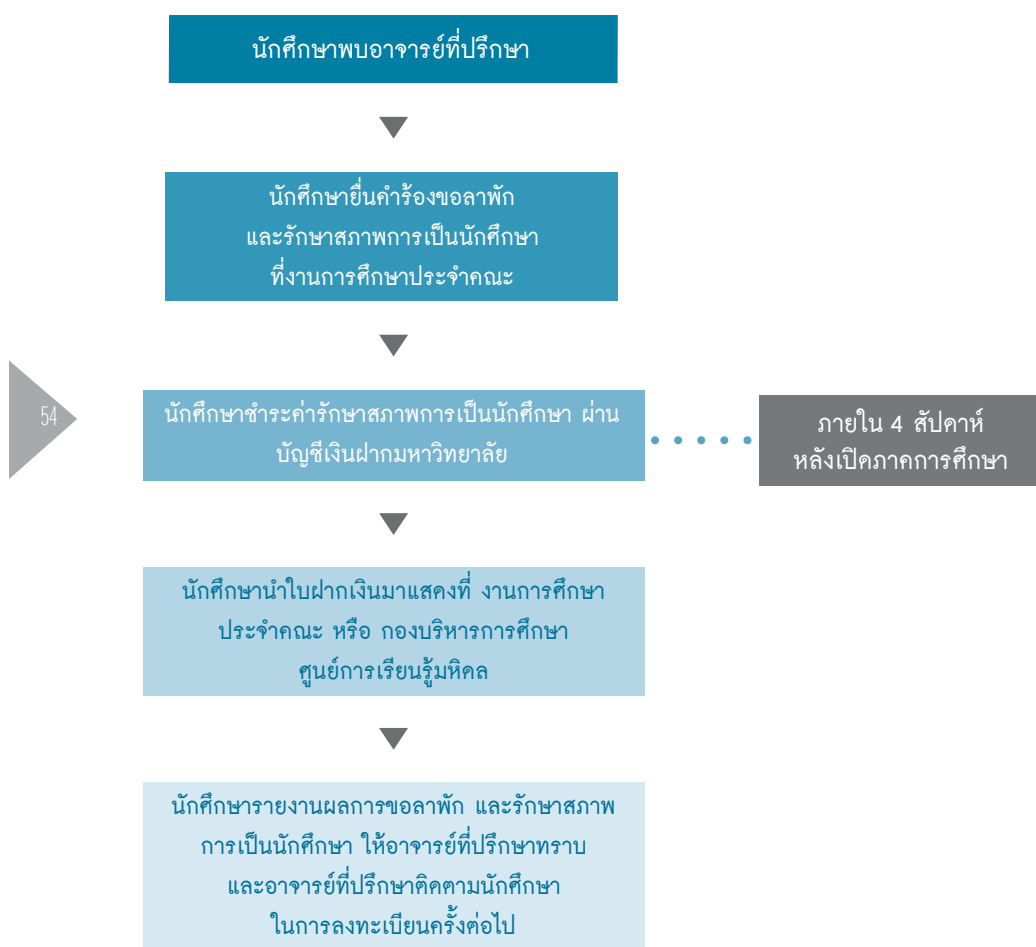 นักศึกษาพบอาจารย์ที่ปรึกษา
นักศึกษายื่นคำร้องขอลาพัก
และรักษาสภาพการเป็นนักศึกษา
ที่งานการศึกษาประจำคณะ
54
นักศึกษาชำระค่ารักษาสภาพการเป็นนักศึกษา ผ่าน
บัญชีเงินฝากมหาวิทยาลัย
ภายใน 4 สัปดาห์
หลังเปิดภาคการศึกษา
นักศึกษานำใบฝากเงินมาแสดงที่ งานการศึกษา
ประจำคณะ หรือ กองบริหารการศึกษา
ศูนย์การเรียนรู้มหิดล
นักศึกษารายงานผลการขอลาพัก และรักษาสภาพ
การเป็นนักศึกษา ให้อาจารย์ที่ปรึกษาทราบ
และอาจารย์ที่ปรึกษาติดตามนักศึกษา
ในการลงทะเบียนครั้งต่อไป